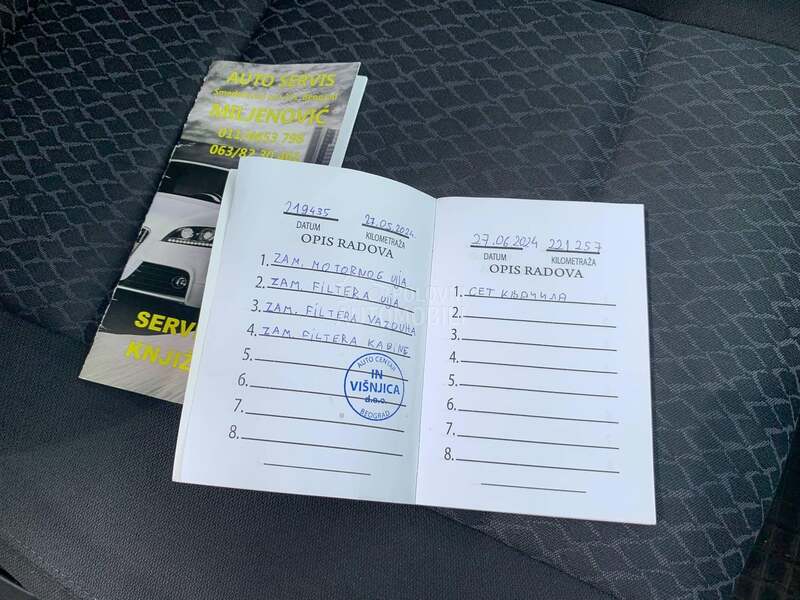 AUTO SERVIS
MILJENOVIĆ
SERV
KNJIŽ
219435 27.05.2024.
DATUM KILOMETRAŽA
OPIS RADOVA
1. ZAM. MOTORNOG ULJA
2. ZAM. FILTERA ULJA
3. ZAM. FILTERA VAZDUHA
4. ZAM. FILTERA KABINE
5.
6.
7.
8.
AUTO CENTAR
IN
VIŠNJICA
d.o.o.
BEOGRAD
27.06.2024 221257
DATUM KILOMETRAŽA
OPIS RADOVA
1. СЕТ КВАЧИЛА
2.
3.
4.
5.
6.
7.
8.